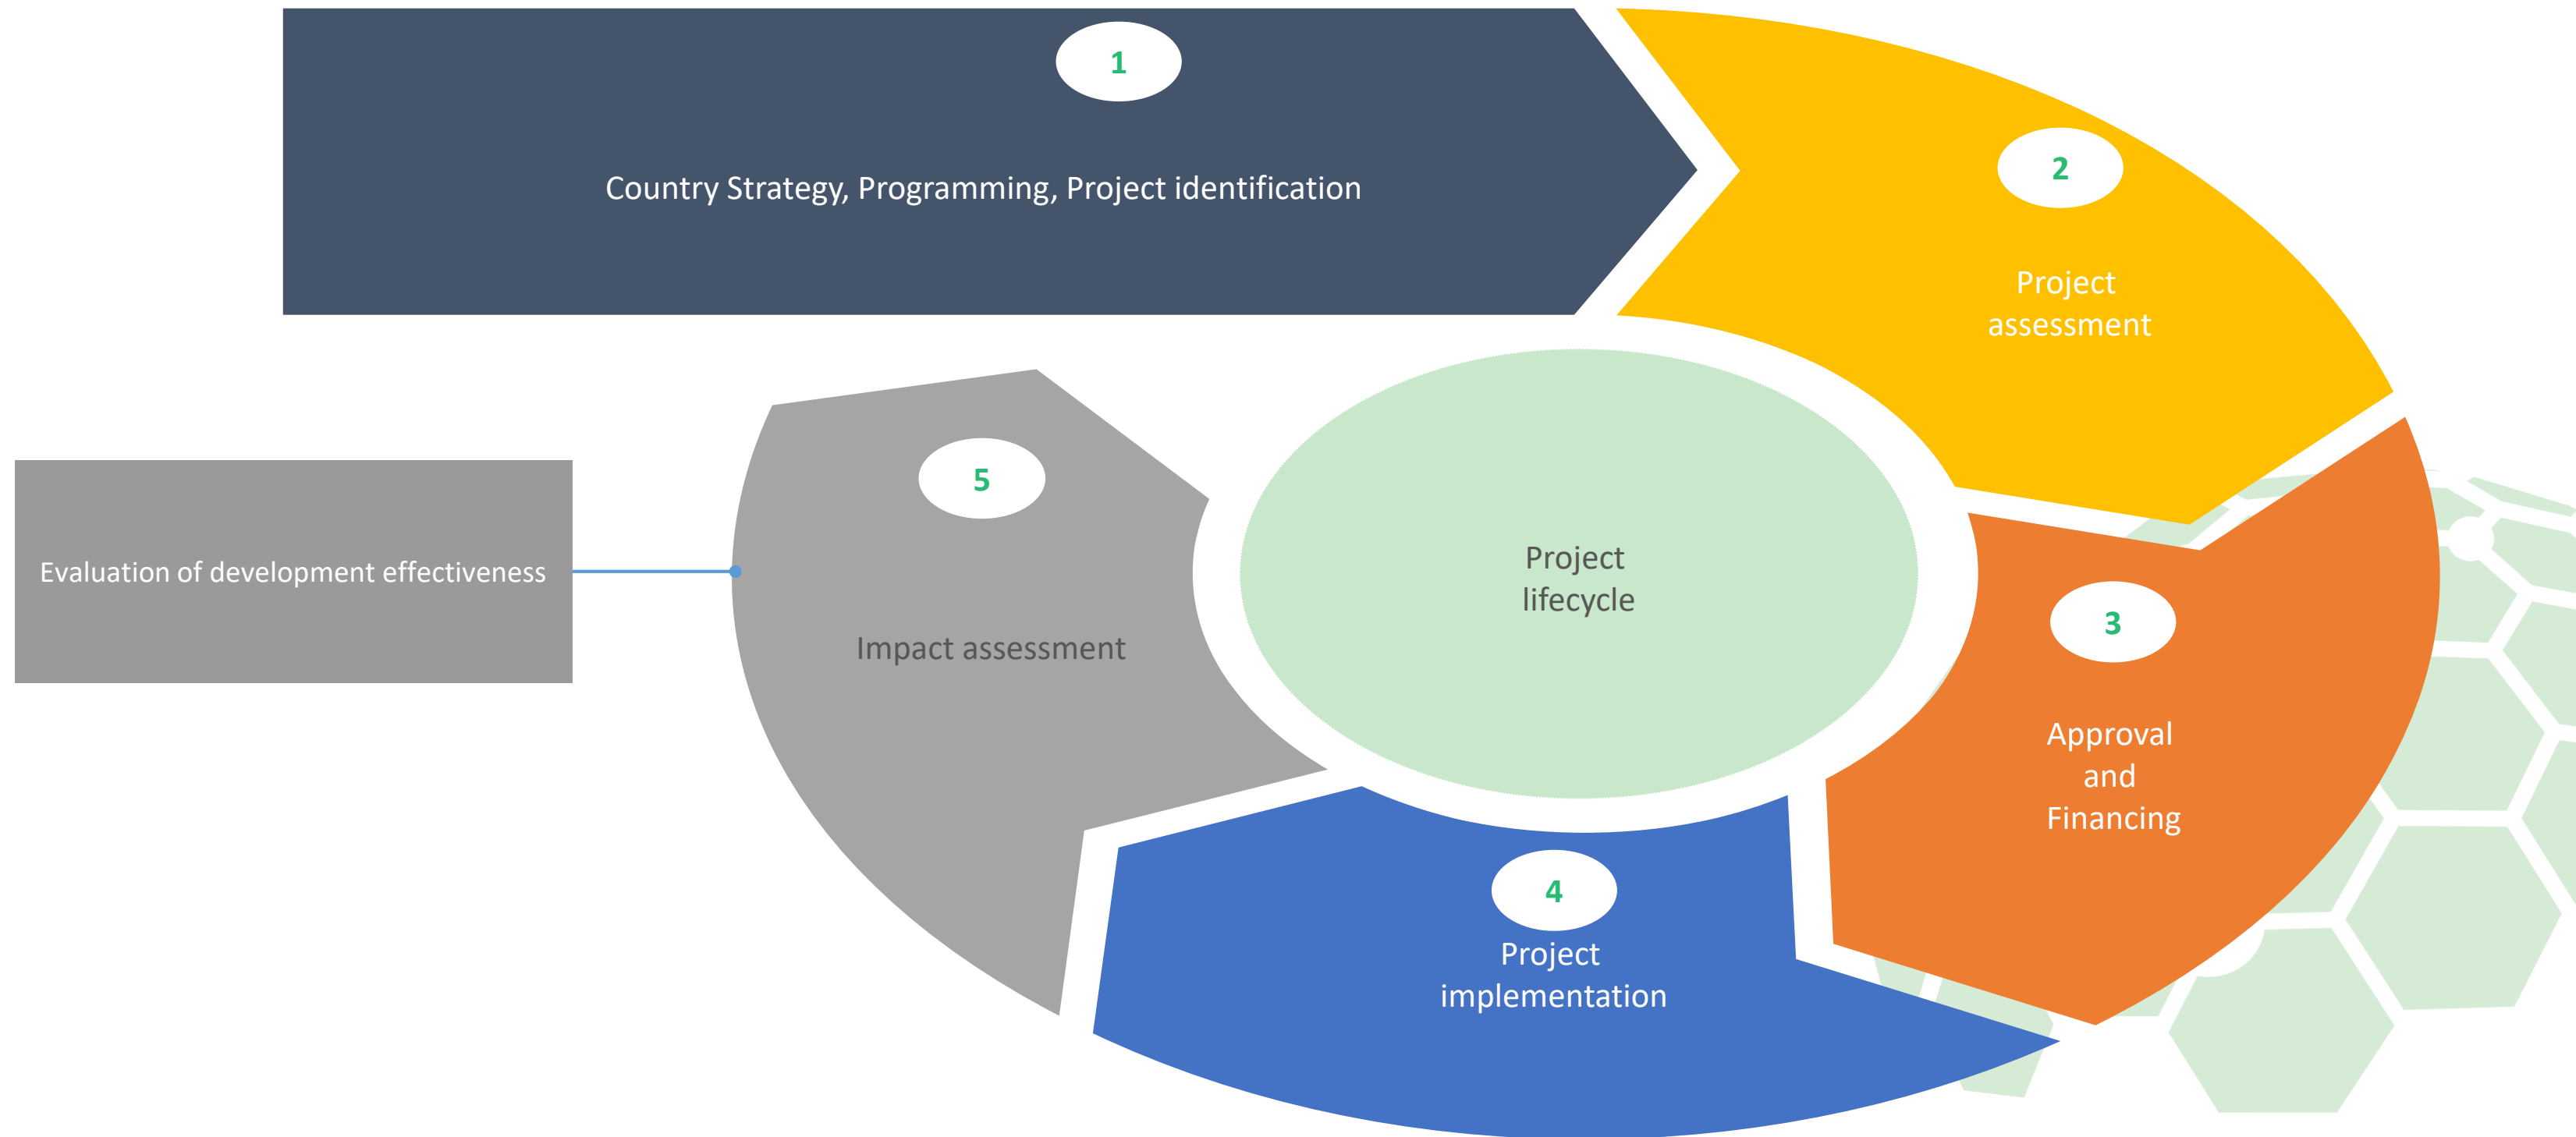 1
Country Strategy, Programming, Project identification
2
Project
assessment
3
Approval
and
Financing
4
Project
implementation
5
Impact assessment
Evaluation of development effectiveness
Project
lifecycle